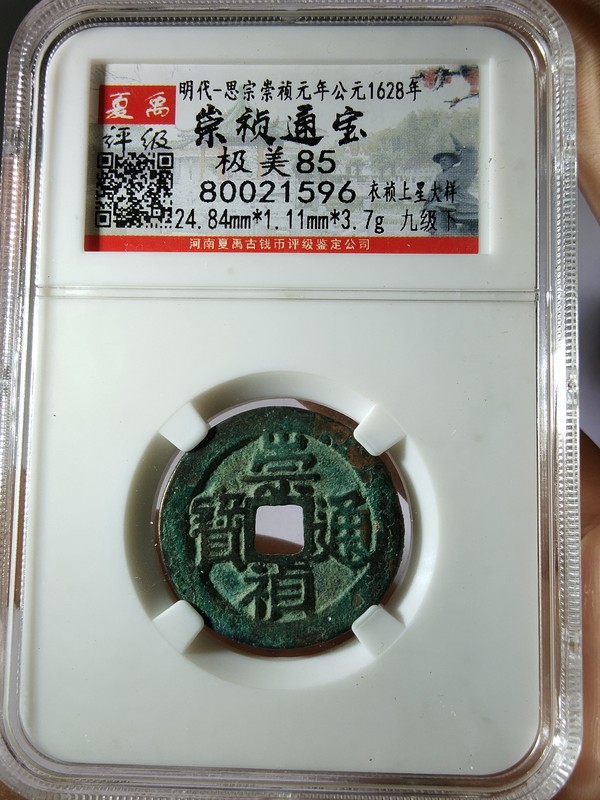 夏禹
评级
明代-思宗崇祯元年公元1628年
崇祯通宝
极美85
80021596 衣祯上星大样
24.84mm*1.11mm*3.7g 九级下
河南夏禹古钱币评级鉴定公司
崇
寶 通
禎